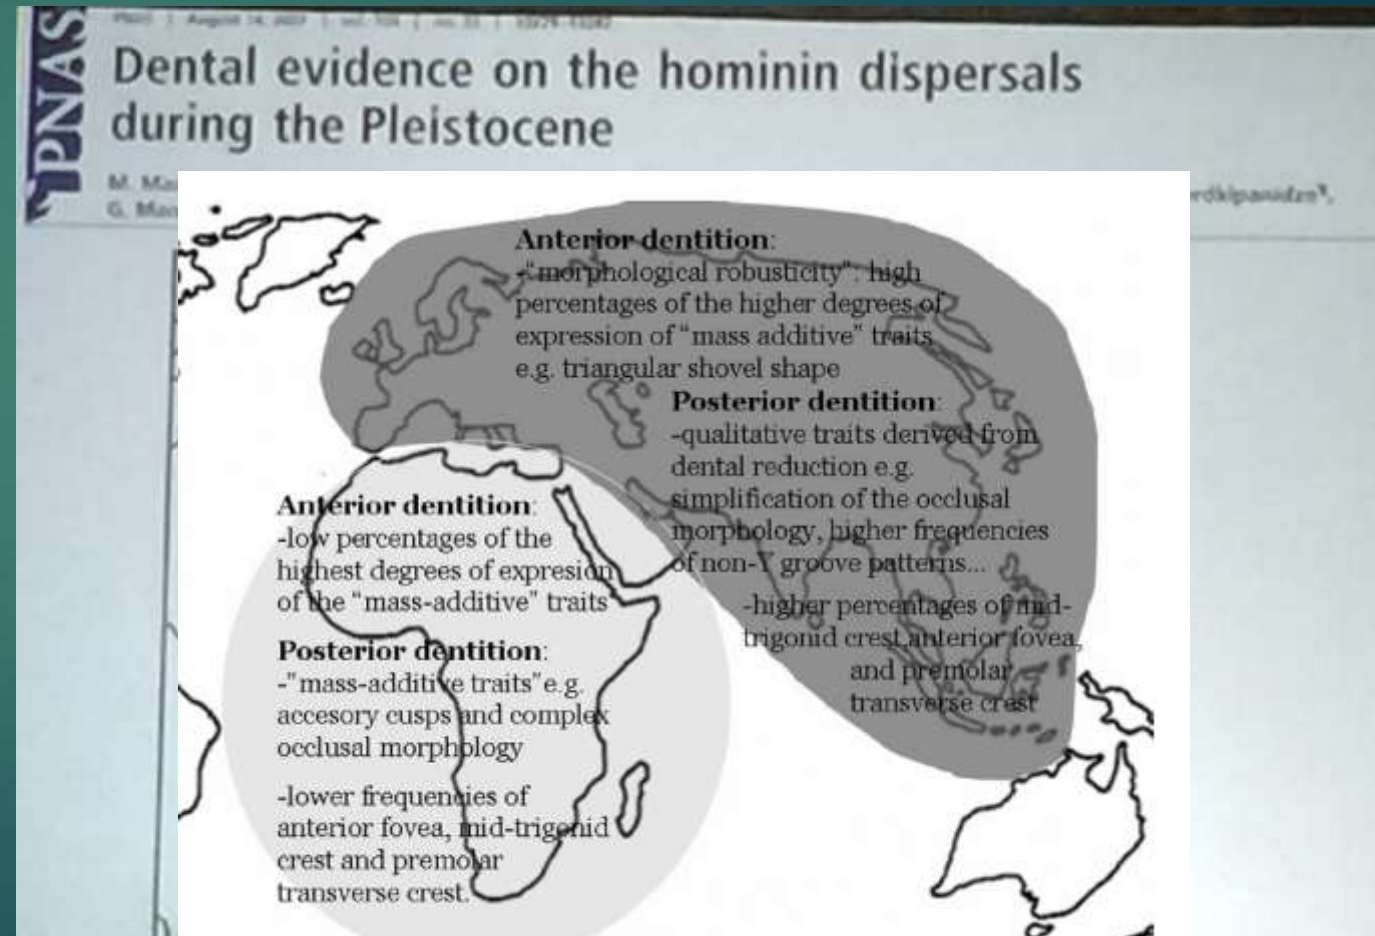 PNAS
Dental evidence on the hominin dispersals
during the Pleistocene
Anterior dentition:
-"morphological robusticity": high
percentages of the higher degrees of
expression of "mass additive" traits
e.g. triangular shovel shape
Posterior dentition:
-qualitative traits derived from
dental reduction e.g.
simplification of the occlusal
morphology, higher frequencies
of non-Y groove patterns...
-higher percentages of mid-
trigonid crest,anterior fovea,
and premolar
transverse crest
Anterior dentition:
-low percentages of the
highest degrees of expresion
of the "mass-additive" traits
Posterior dentition:
-"mass-additive traits"e.g.
accesory cusps and complex
occlusal morphology
-lower frequencies of
anterior fovea, mid-trigonid
crest and premolar
transverse crest.